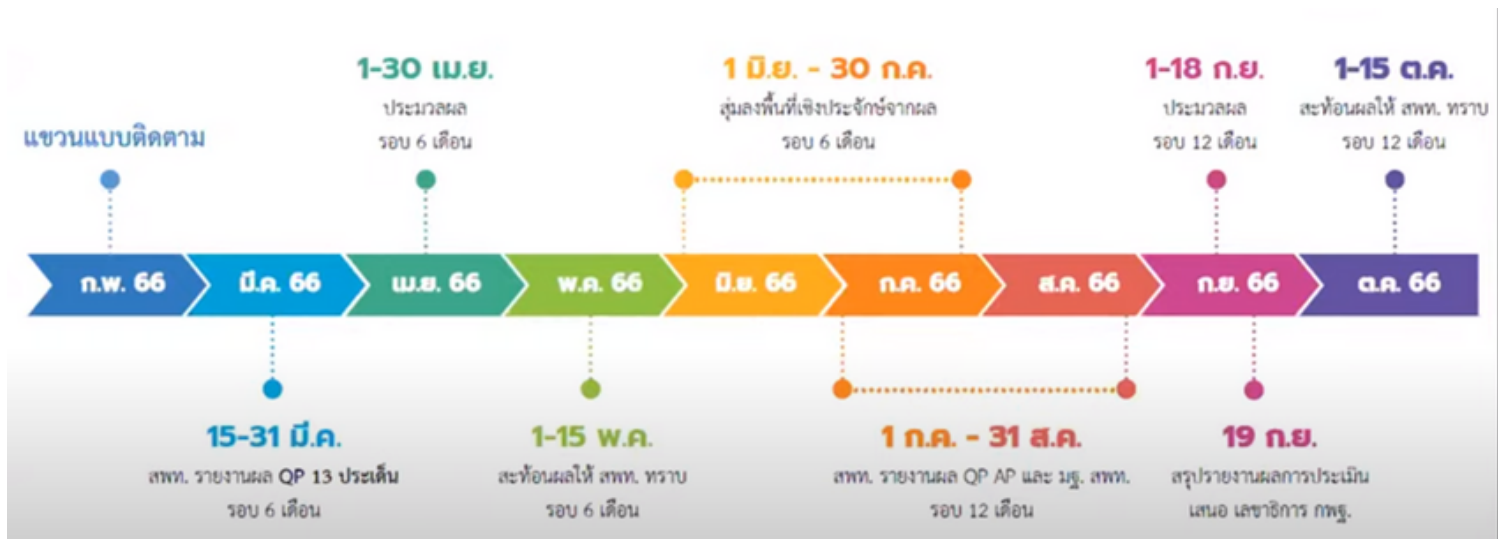 แขวนแบบติดตาม
1-30 เม.ย.
ประมวลผล
รอบ 6 เดือน
1 มิ.ย. - 30 ก.ค.
สุ่มลงพื้นที่เชิงประจักษ์จากผล
รอบ 6 เดือน
1-18 ก.ย.
ประมวลผล
รอบ 12 เดือน
1-15 ต.ค.
สะท้อนผลให้ สพท. ทราบ
รอบ 12 เดือน
ก.พ. 66
มี.ค. 66
เม.ย. 66
พ.ค. 66
มิ.ย. 66
ก.ค. 66
ส.ค. 66
ก.ย. 66
ต.ค. 66
15-31 มี.ค.
สพท. รายงานผล QP 13 ประเด็น
รอบ 6 เดือน
1-15 พ.ค.
สะท้อนผลให้ สพท. ทราบ
รอบ 6 เดือน
1 ก.ค. - 31 ส.ค.
สพท. รายงานผล QP AP และ มฐ. สพท.
รอบ 12 เดือน
19 ก.ย.
สรุปรายงานผลการประเมิน
เสนอ เลขาธิการ กพฐ.